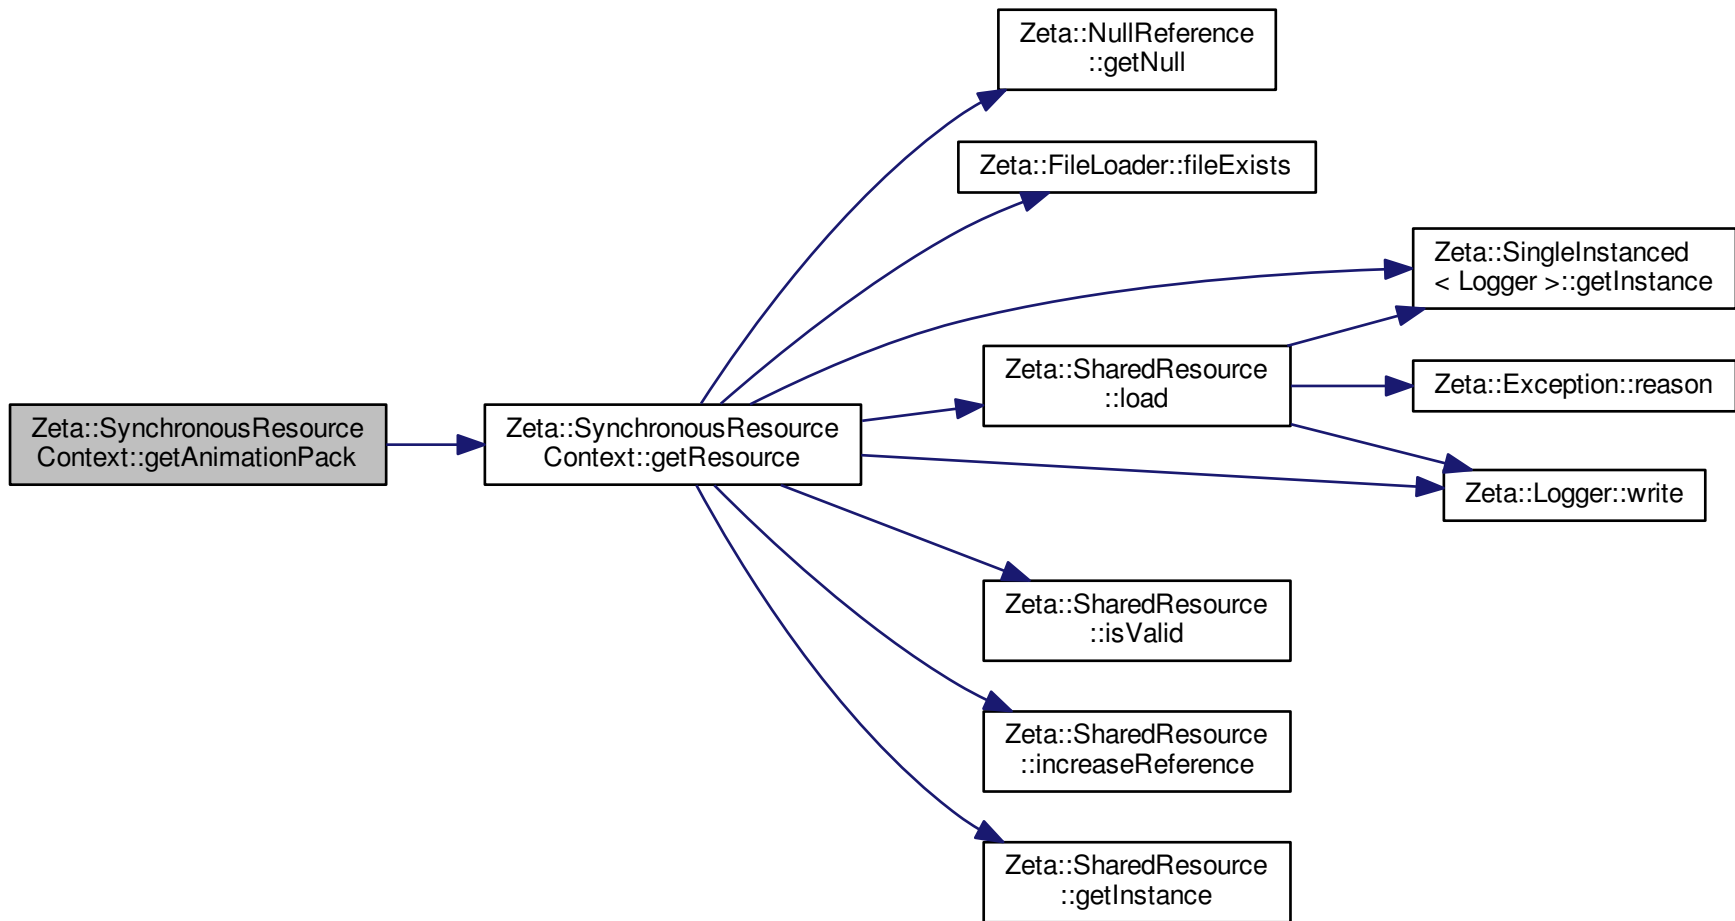 Zeta::NullReference
::getNull
Zeta::FileLoader::fileExists
Zeta::SingleInstanced
< Logger >::getInstance
Zeta::SharedResource
::load
Zeta::Exception::reason
Zeta::SynchronousResource
Context::getAnimationPack
Zeta::SynchronousResource
Context::getResource
Zeta::Logger::write
Zeta::SharedResource
::isValid
Zeta::SharedResource
::increaseReference
Zeta::SharedResource
::getInstance